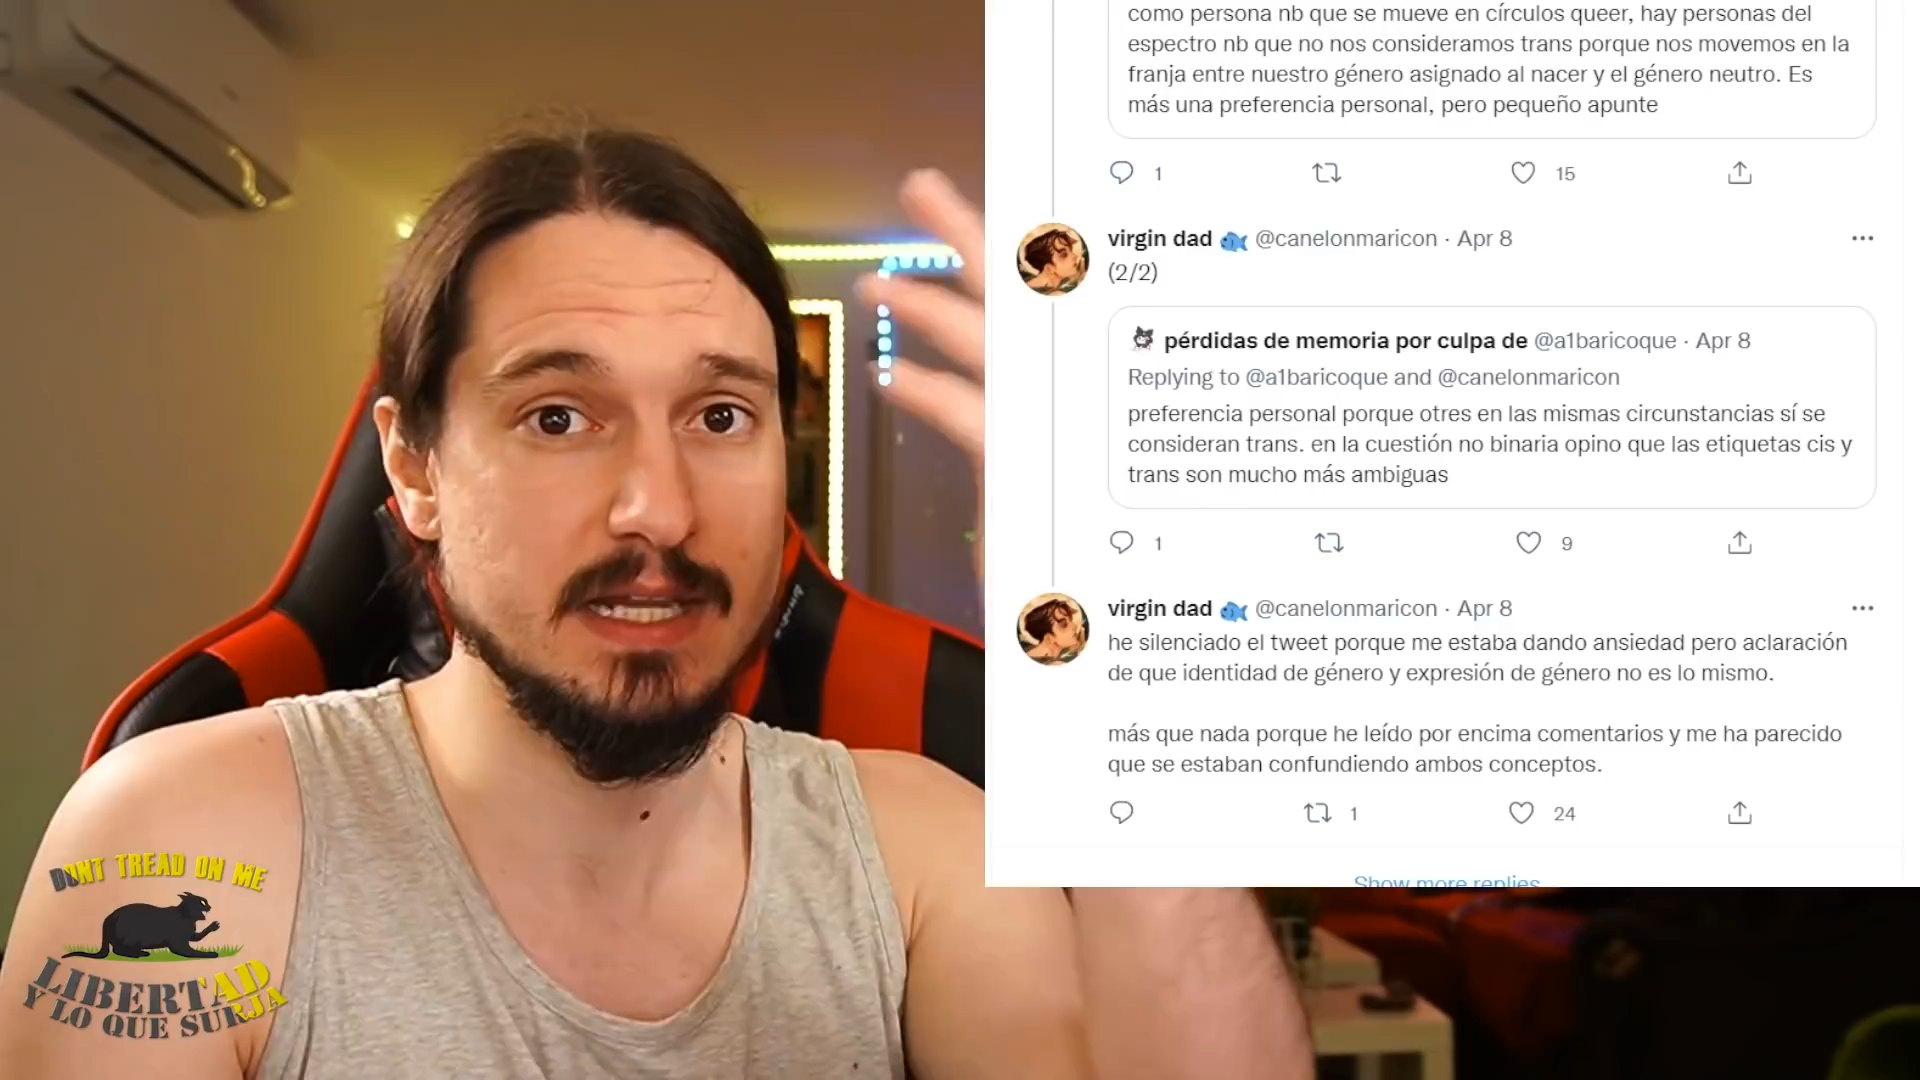 como persona nb que se mueve en círculos queer, hay personas del
espectro nb que no nos consideramos trans porque nos movemos en la
franja entre nuestro género asignado al nacer y el género neutro. Es
más una preferencia personal, pero pequeño apunte
1 15
virgin dad @canelonmaricon · Apr 8
(2/2)
pérdidas de memoria por culpa de @a1baricoque · Apr 8
Replying to @a1baricoque and @canelonmaricon
preferencia personal porque otres en las mismas circunstancias sí se
consideran trans. en la cuestión no binaria opino que las etiquetas cis y
trans son mucho más ambiguas
1 9
virgin dad @canelonmaricon · Apr 8
he silenciado el tweet porque me estaba dando ansiedad pero aclaración
de que identidad de género y expresión de género no es lo mismo.
más que nada porque he leído por encima comentarios y me ha parecido
que se estaban confundiendo ambos conceptos.
1 24
Show more replies
DONT TREAD ON ME
LIBERTAD
Y LO QUE SURJA